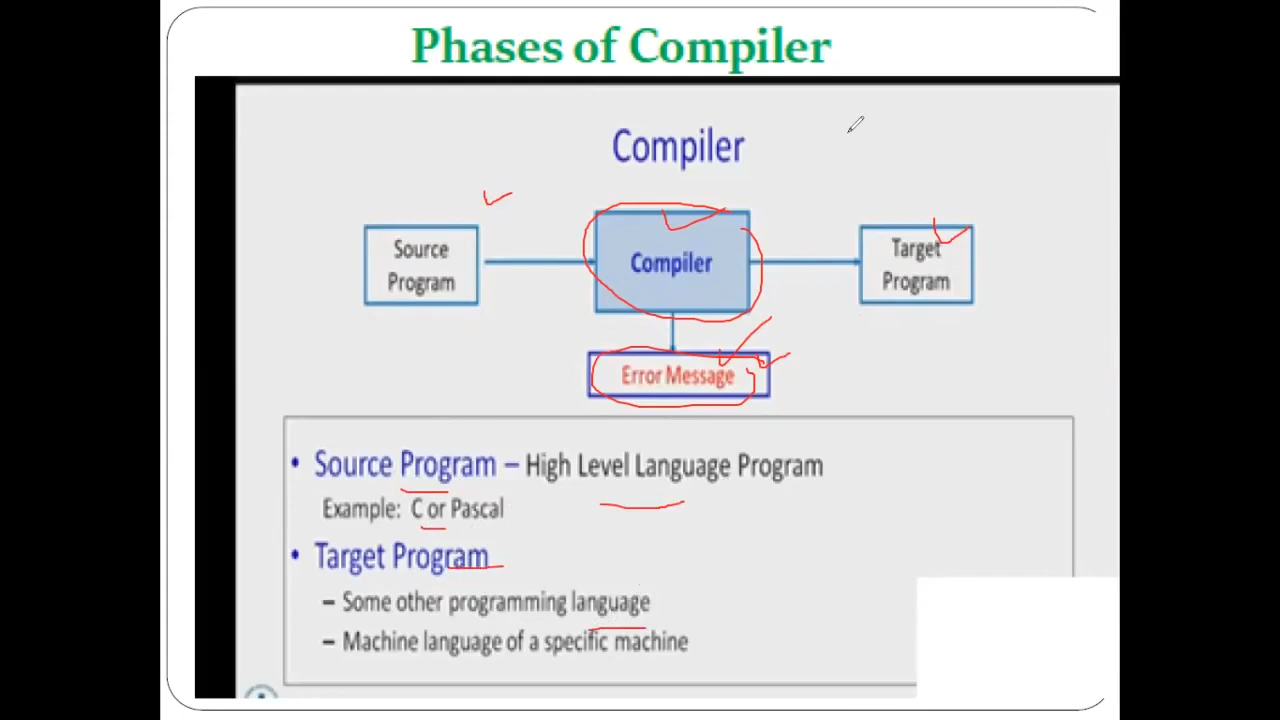 Phases of Compiler
Compiler
Source
Program
Compiler
Target
Program
Error Message
• Source Program – High Level Language Program
Example: C or Pascal
• Target Program
– Some other programming language
– Machine language of a specific machine